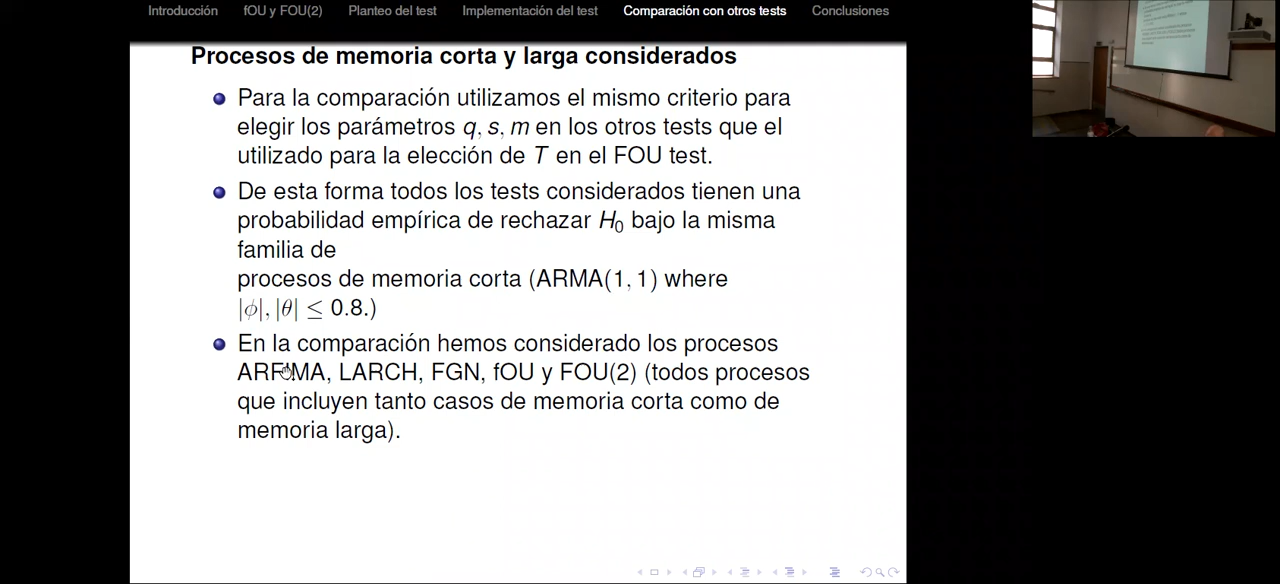 Introducción fOU y FOU(2) Planteo del test Implementación del test Comparación con otros tests Conclusiones
Procesos de memoria corta y larga considerados
Para la comparación utilizamos el mismo criterio para
elegir los parámetros q, s, m en los otros tests que el
utilizado para la elección de T en el FOU test.
De esta forma todos los tests considerados tienen una
probabilidad empírica de rechazar H₀ bajo la misma
familia de
procesos de memoria corta (ARMA(1, 1) where
|ϕ|, |θ| ≤ 0.8.)
En la comparación hemos considerado los procesos
ARFIMA, LARCH, FGN, fOU y FOU(2) (todos procesos
que incluyen tanto casos de memoria corta como de
memoria larga).